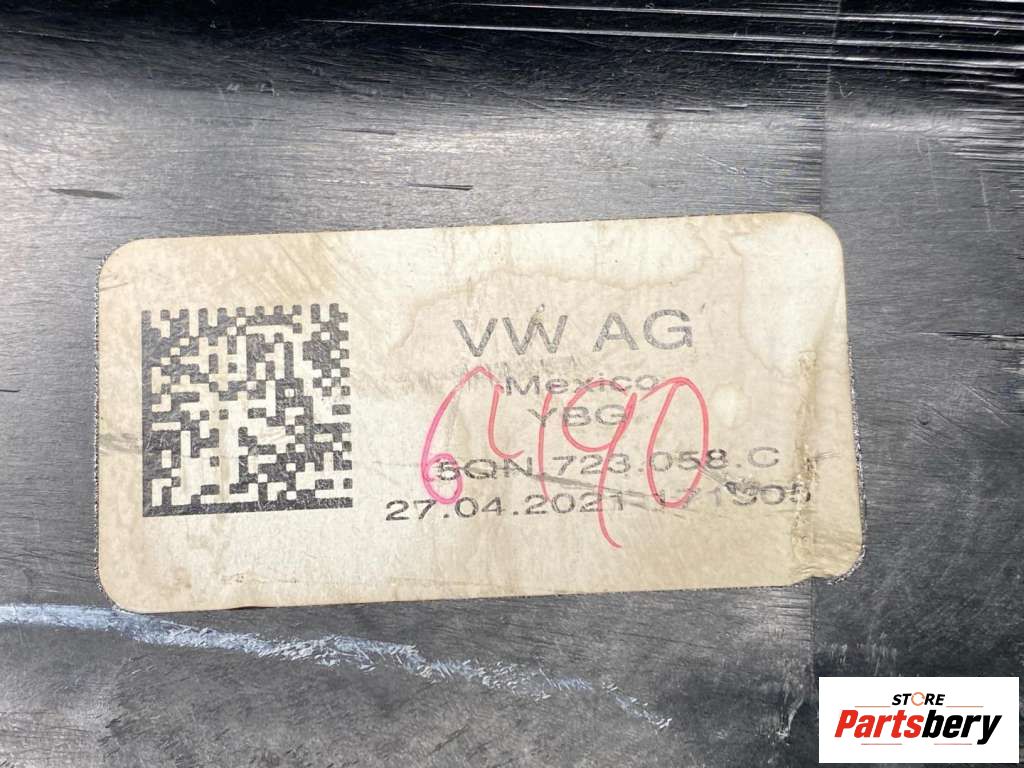 VW AG
Mexico
YBG
5QN.723.058.C
27.04.2021
6490
STORE
Partsbery